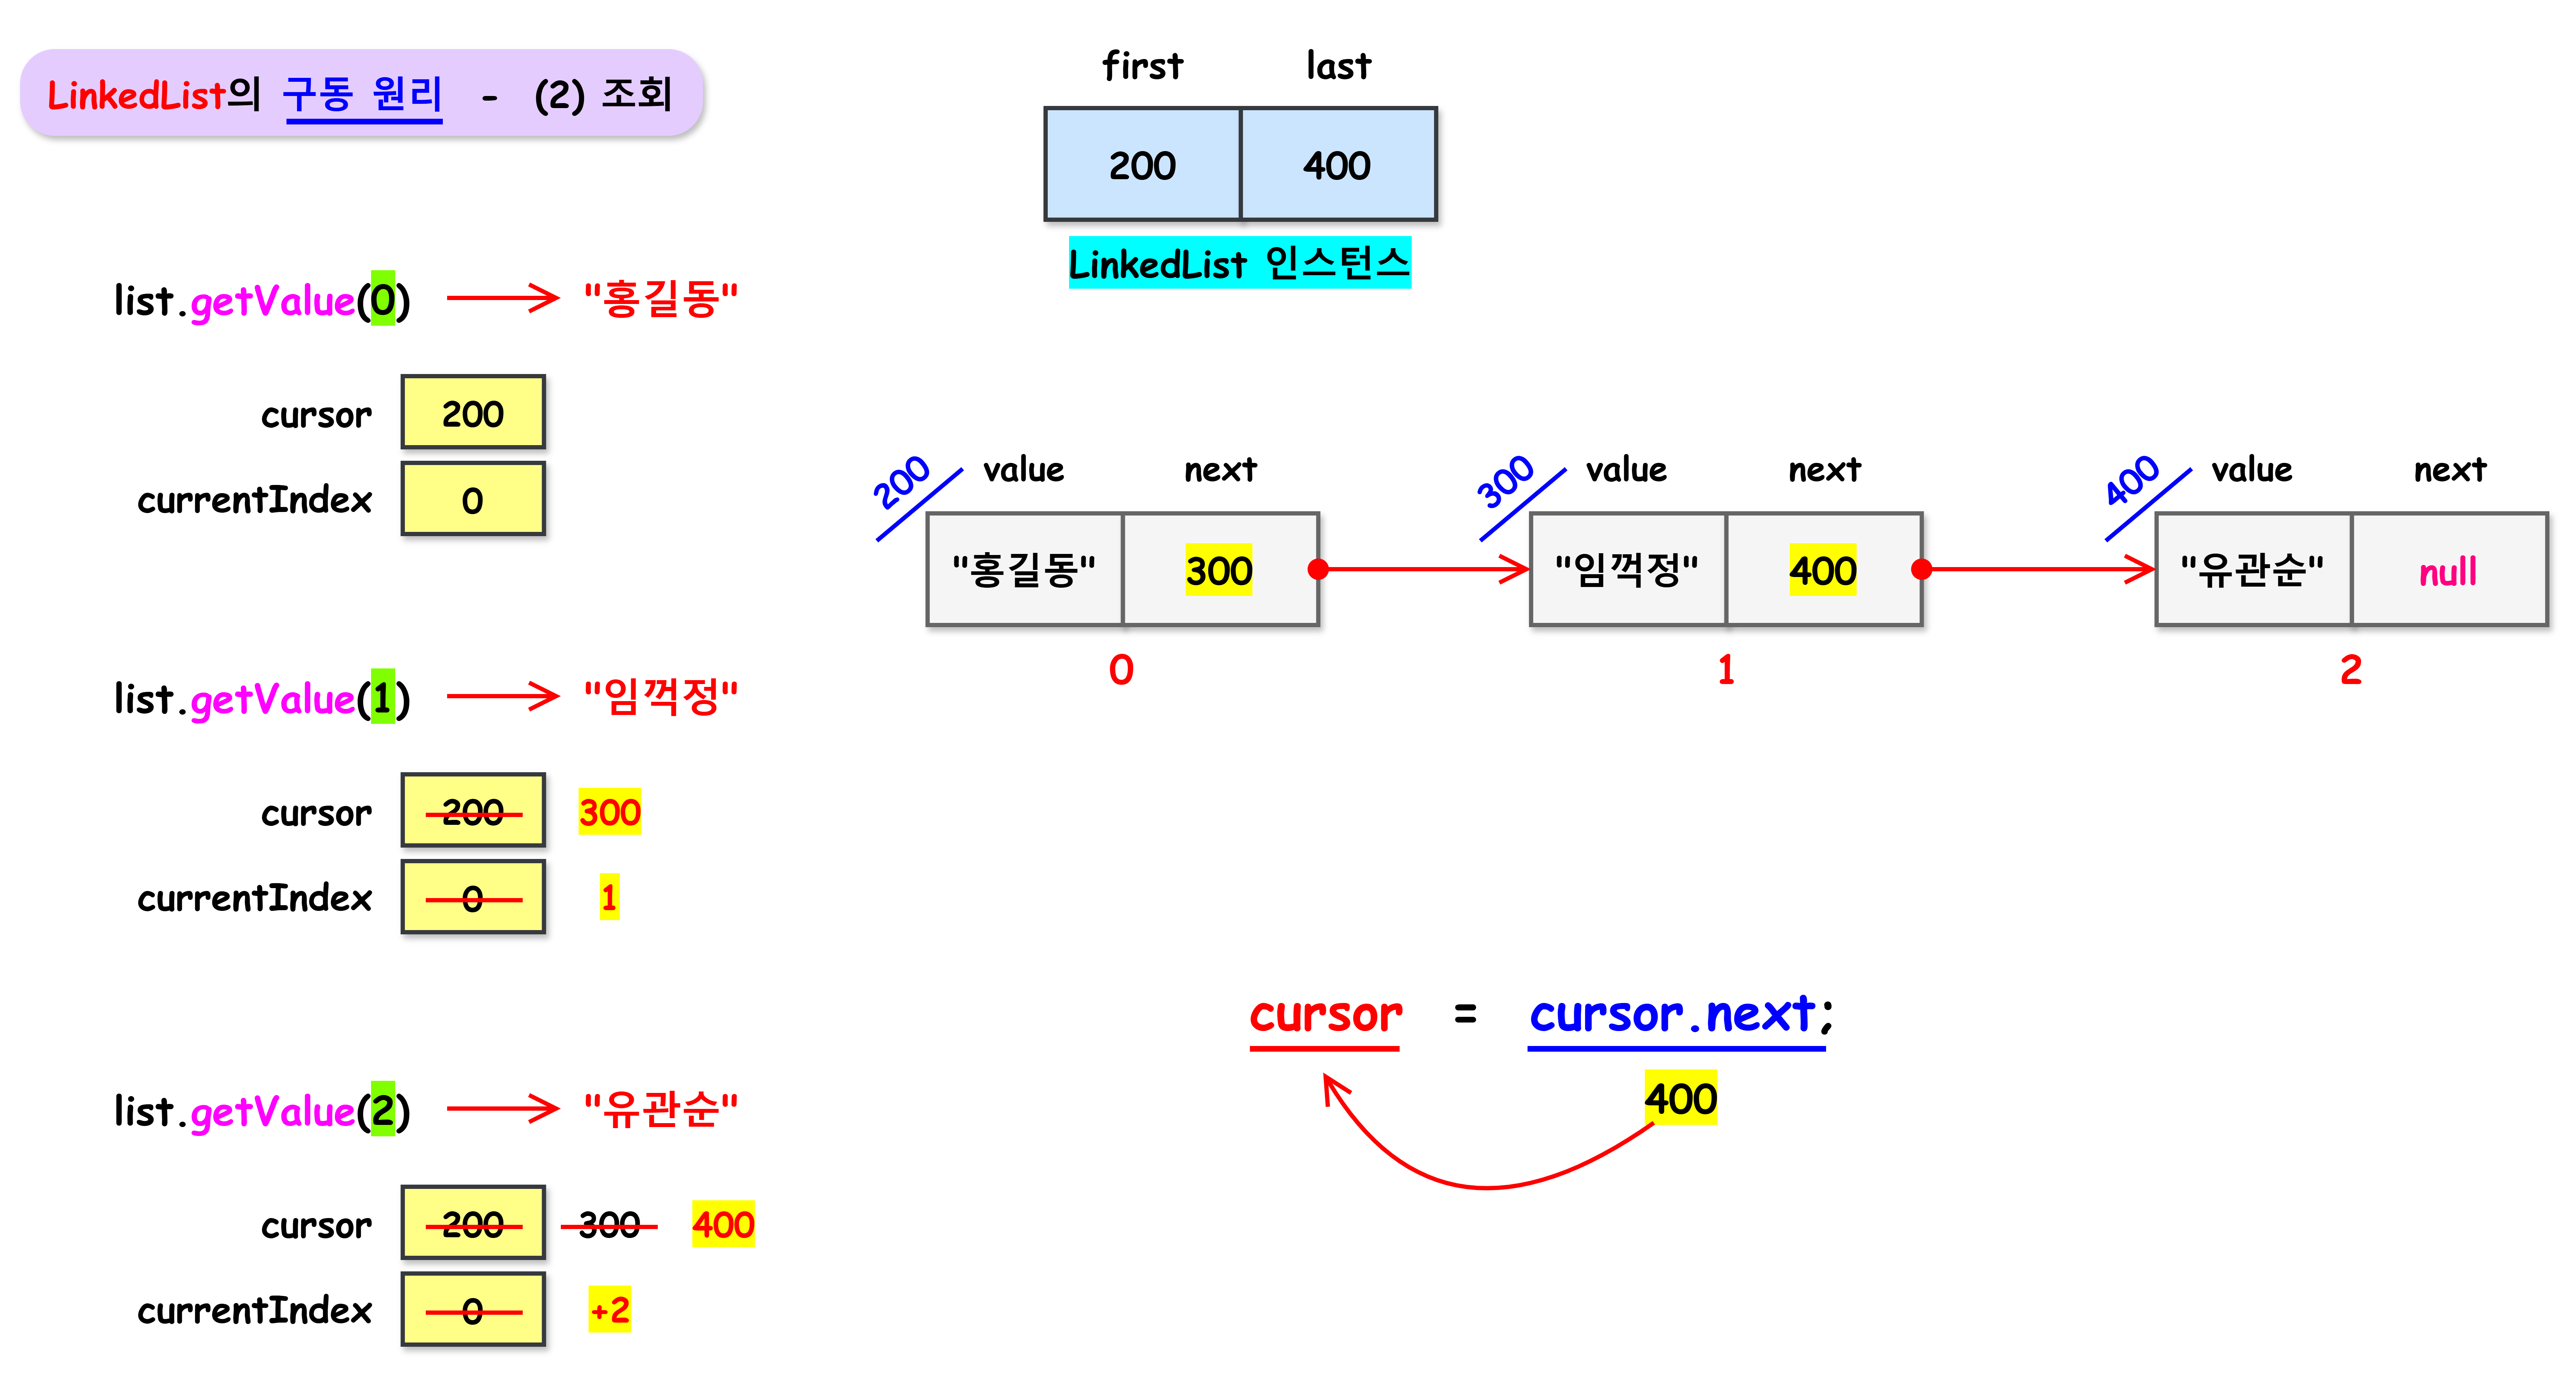 LinkedList의 구동 원리 - (2) 조회
first last
200 400
LinkedList 인스턴스
list.getValue(0) "홍길동"
cursor 200
currentIndex 0
200 value next
"홍길동" 300
0
300 value next
"임꺽정" 400
1
400 value next
"유관순" null
2
list.getValue(1) "임꺽정"
cursor 200 300
currentIndex 0 1
list.getValue(2) "유관순"
cursor 200 300 400
currentIndex 0 +2
cursor = cursor.next;
400